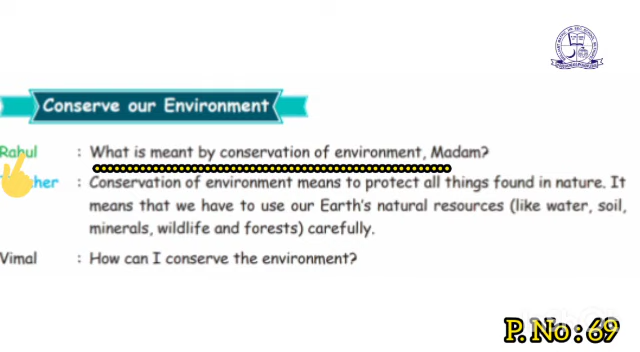 Conserve our Environment
Rahul : What is meant by conservation of environment, Madam?
Teacher : Conservation of environment means to protect all things found in nature. It
means that we have to use our Earth's natural resources (like water, soil,
minerals, wildlife and forests) carefully.
Vimal : How can I conserve the environment?
P. No : 69